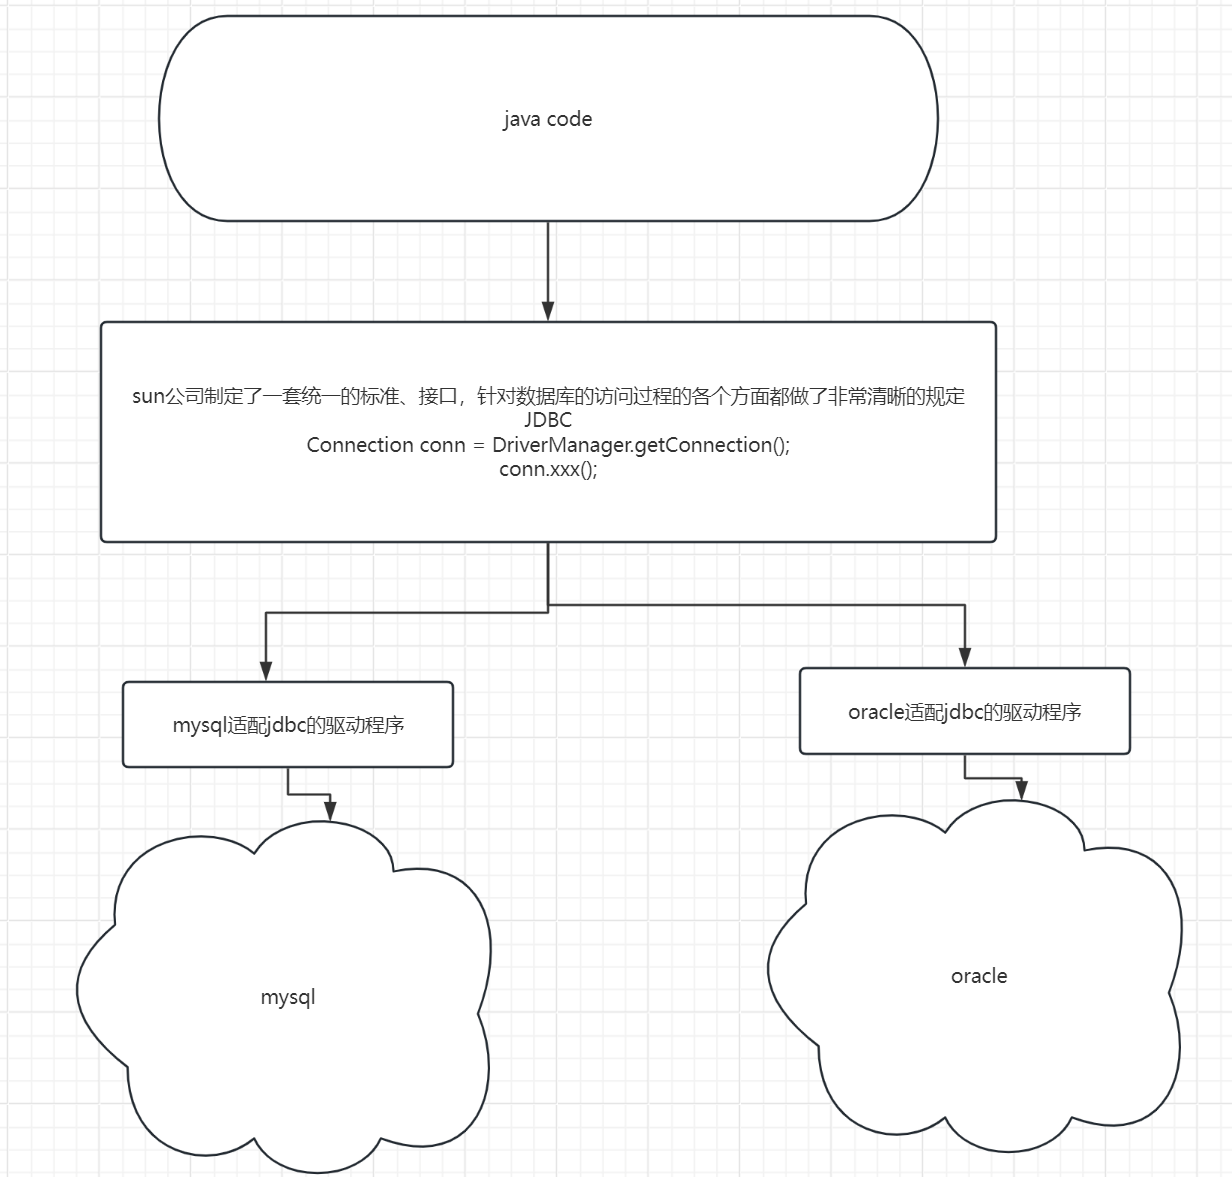 java code
sun公司制定了一套统一的标准、接口，针对数据库的访问过程的各个方面都做了非常清晰的规定
JDBC
Connection conn = DriverManager.getConnection();
conn.xxx();
mysql适配jdbc的驱动程序
oracle适配jdbc的驱动程序
mysql
oracle